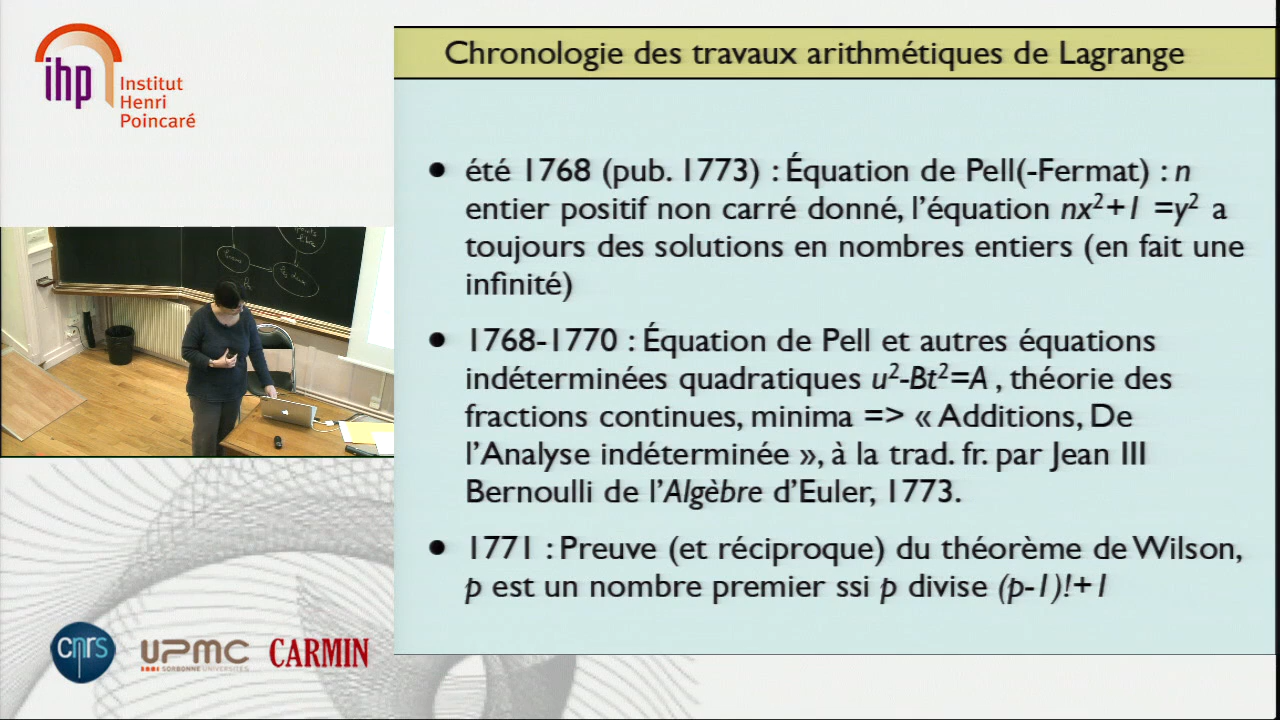 ihp
Institut
Henri
Poincaré
Chronologie des travaux arithmétiques de Lagrange
• été 1768 (pub. 1773) : Équation de Pell(-Fermat) : n
entier positif non carré donné, l’équation nx²+1 =y² a
toujours des solutions en nombres entiers (en fait une
infinité)
• 1768-1770 : Équation de Pell et autres équations
indéterminées quadratiques u²-Bt²=A , théorie des
fractions continues, minima => « Additions, De
l’Analyse indéterminée », à la trad. fr. par Jean III
Bernoulli de l’Algèbre d’Euler, 1773.
• 1771 : Preuve (et réciproque) du théorème de Wilson,
p est un nombre premier ssi p divise (p-1)!+1
cnrs
UPMC
SORBONNE UNIVERSITÉS
CARMIN